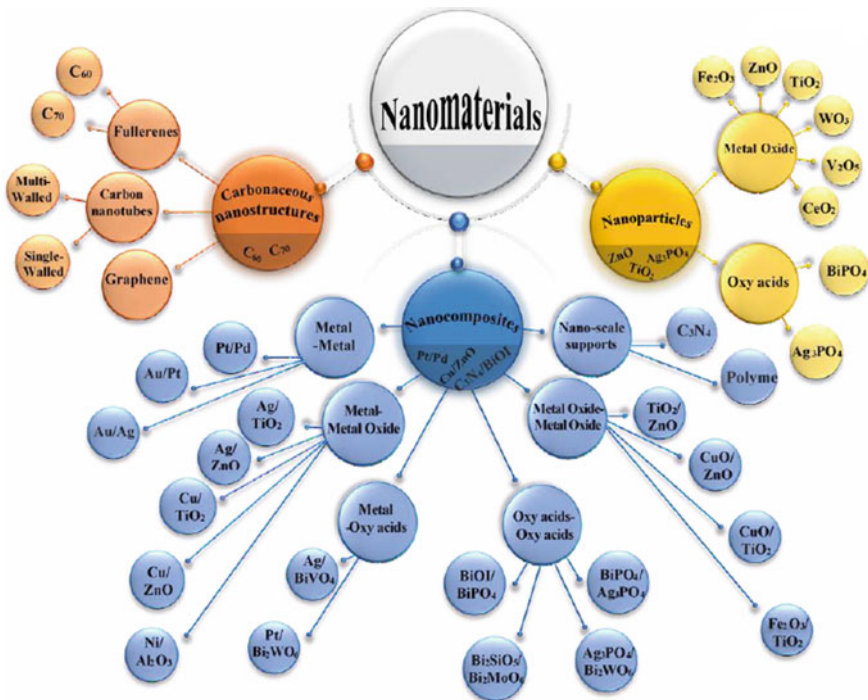 Nanomaterials
C₆₀
C₇₀
Fullerenes
Multi-
Walled
Carbon
nanotubes
Single-
Walled
Graphene
Carbonaceous
nanostructures
C₆₀ C₇₀
Fe₂O₃
ZnO
TiO₂
WO₃
V₂O₅
CeO₂
Metal Oxide
Nanoparticles
ZnO Ag₃PO₄
TiO₂
Oxy acids
BiPO₄
Ag₃PO₄
Nanocomposites
Pt/Pd
Cu/ZnO
C₃N₄/BiOI
Metal
-Metal
Pt/Pd
Au/Pt
Au/Ag
Nano-scale
supports
C₃N₄
Polyme
Metal-
Metal Oxide
Ag/
TiO₂
Ag/
ZnO
Cu/
TiO₂
Cu/
ZnO
Ni/
Al₂O₃
Metal Oxide-
Metal Oxide
TiO₂/
ZnO
CuO/
ZnO
CuO/
TiO₂
Fe₂O₃/
TiO₂
Metal
-Oxy acids
Ag/
BiVO₄
Pt/
Bi₂WO₆
Oxy acids-
Oxy acids
BiOI/
BiPO₄
BiPO₄/
Ag₃PO₄
Bi₂SiO₅/
Bi₂MoO₆
Ag₃PO₄/
Bi₂WO₆